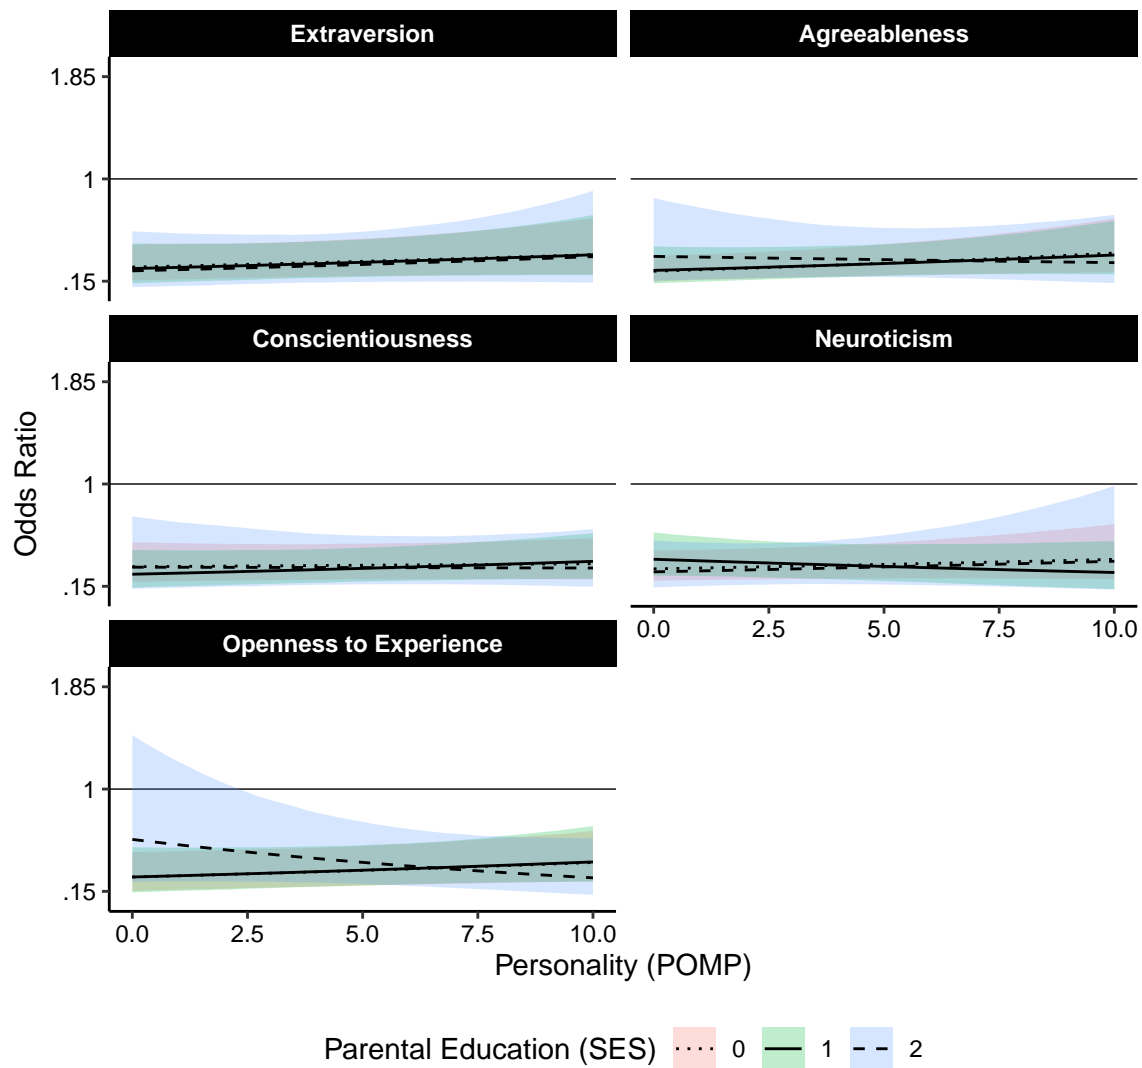 Extraversion
Agreeableness
1.85
1
.15
Conscientiousness
Neuroticism
1.85
1
.15
0.0 2.5 5.0 7.5 10.0
Openness to Experience
1.85
1
.15
0.0 2.5 5.0 7.5 10.0
Odds Ratio
Personality (POMP)
Parental Education (SES) 0 1 2